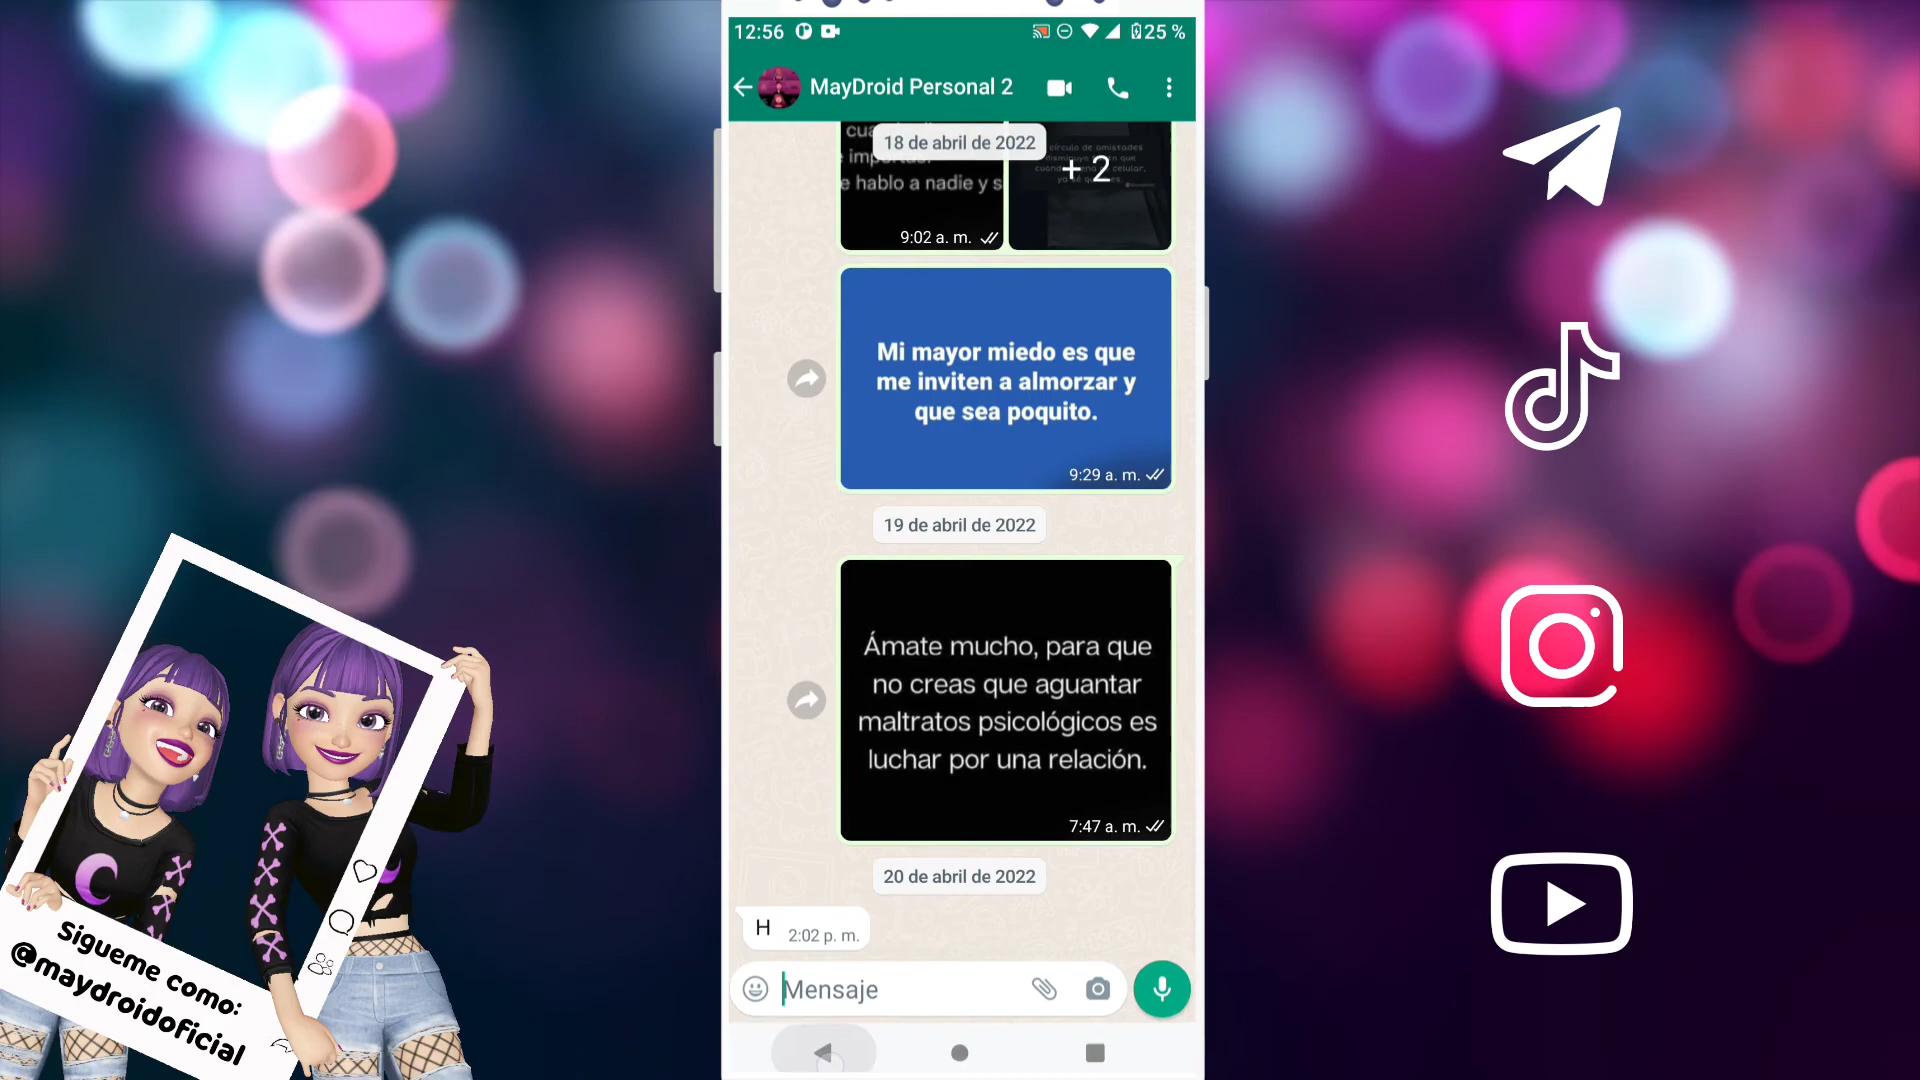 12:56
25 %
MayDroid Personal 2
18 de abril de 2022
e hablo a nadie y s
círculo de amistades
+ 2
9:02 a. m.
Mi mayor miedo es que
me inviten a almorzar y
que sea poquito.
9:29 a. m.
19 de abril de 2022
Ámate mucho, para que
no creas que aguantar
maltratos psicológicos es
luchar por una relación.
7:47 a. m.
20 de abril de 2022
H
2:02 p. m.
Mensaje
Sigueme como:
@maydroidoficial